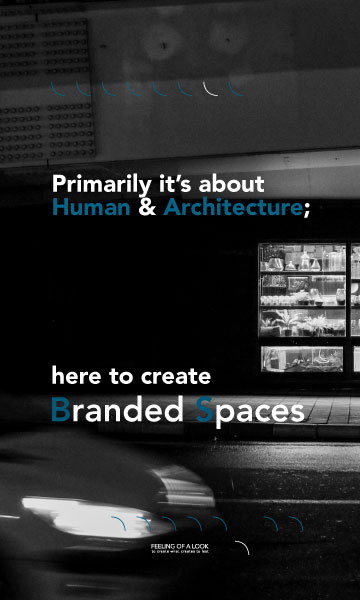 Primarily it's about
Human & Architecture;
here to create
Branded Spaces
FEELING OF A LOOK
to create what creates to feel